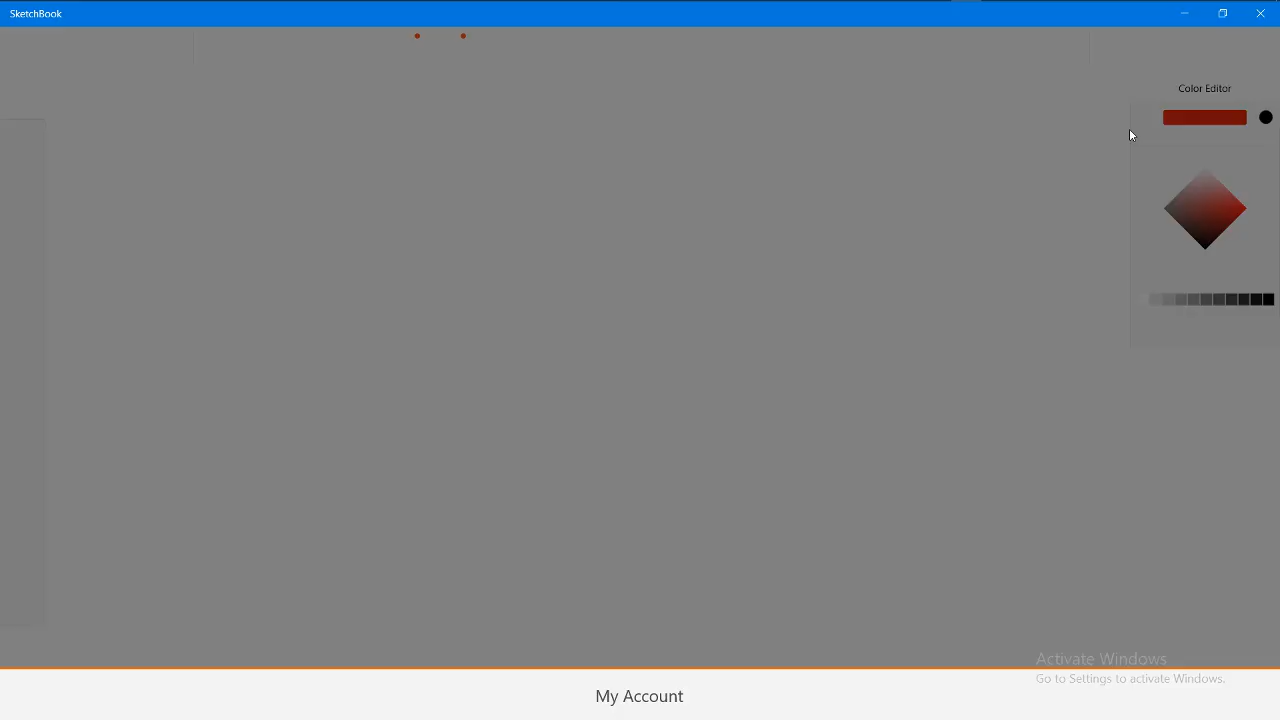 SketchBook
Color Editor
Activate Windows
Go to Settings to activate Windows.
My Account